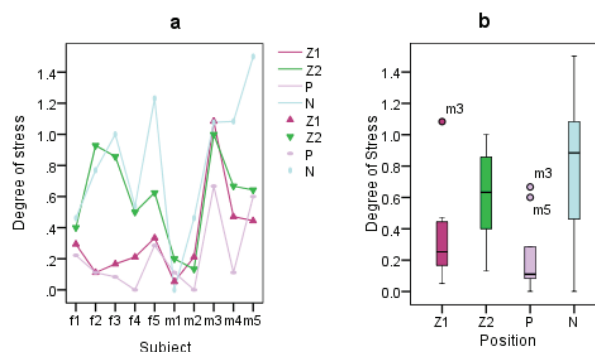 a
Degree of stress
1.4
1.2
1.0
.8
.6
.4
.2
.0
f1 f2 f3 f4 f5 m1 m2 m3 m4 m5
Subject
Z1
Z2
P
N
Z1
Z2
P
N
b
Degree of Stress
1.4
1.2
1.0
0.8
0.6
0.4
0.2
0.0
m3
m3
m5
Z1 Z2 P N
Position